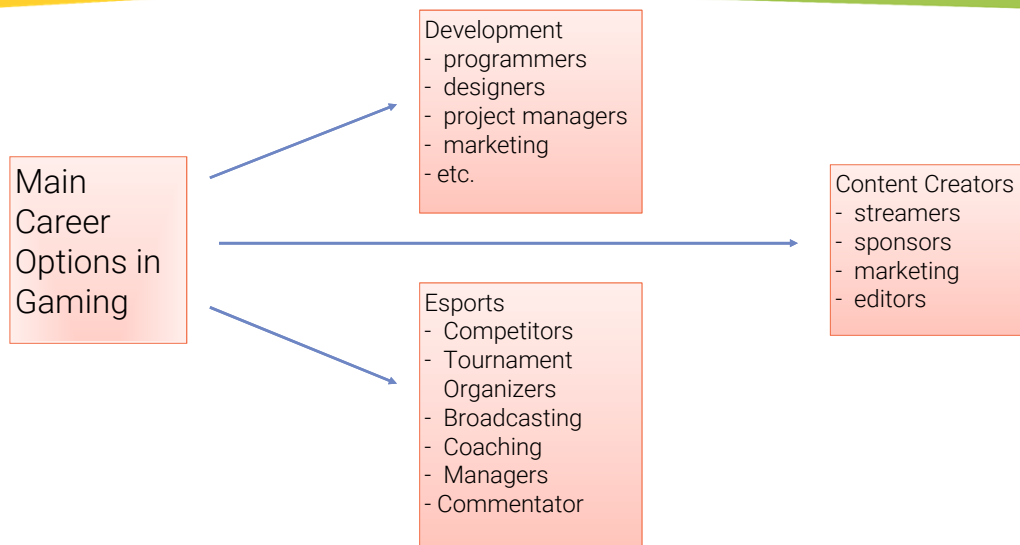 Main
Career
Options in
Gaming
Development
- programmers
- designers
- project managers
- marketing
- etc.
Esports
- Competitors
- Tournament
Organizers
- Broadcasting
- Coaching
- Managers
- Commentator
Content Creators
- streamers
- sponsors
- marketing
- editors